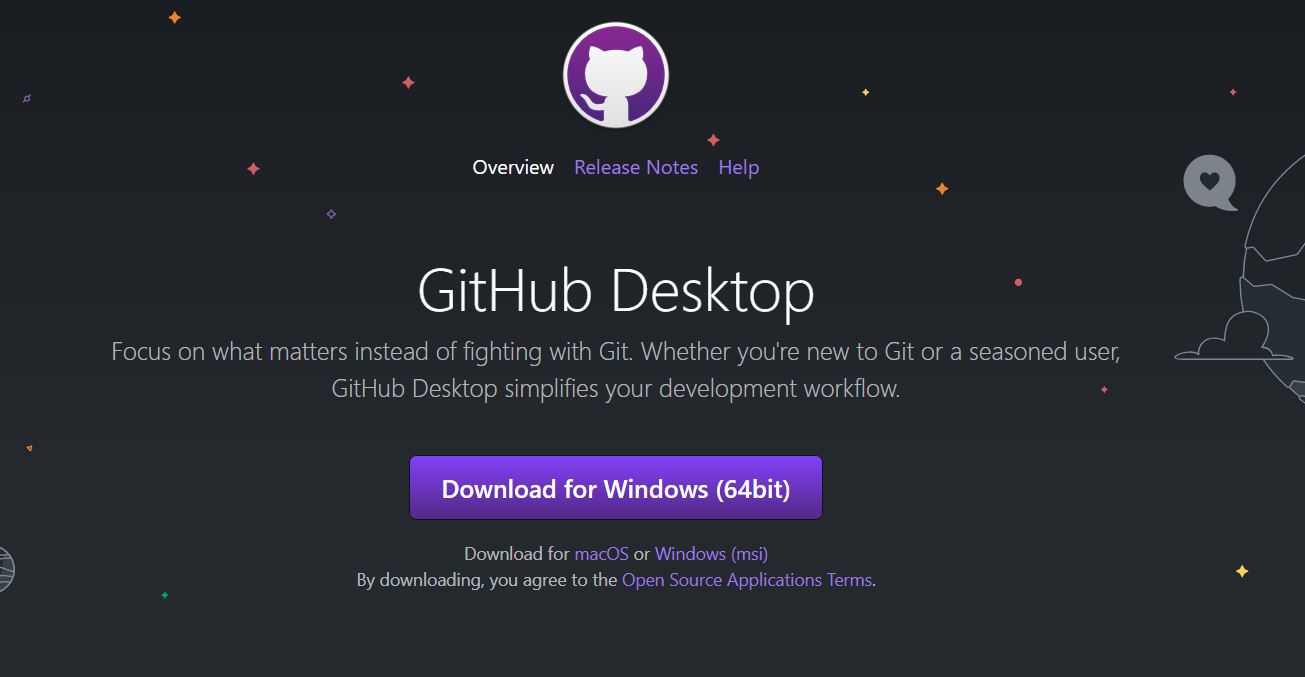 Overview Release Notes Help
GitHub Desktop
Focus on what matters instead of fighting with Git. Whether you're new to Git or a seasoned user,
GitHub Desktop simplifies your development workflow.
Download for Windows (64bit)
Download for macOS or Windows (msi)
By downloading, you agree to the Open Source Applications Terms.